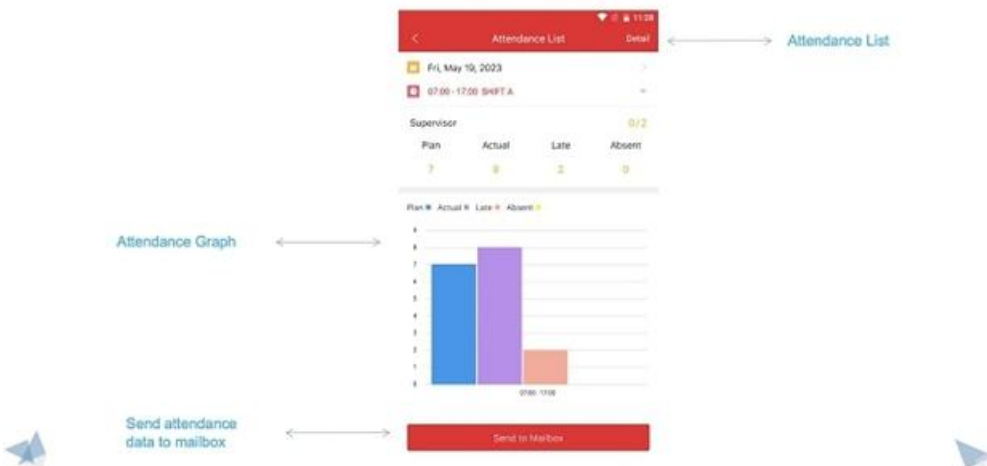 11:28
Attendance List
Detail
Attendance List
Fri, May 19, 2023
07:00 - 17:00 SHIFT A
Supervisor
0/2
Plan Actual Late Absent
7 8 2 0
Plan Actual Late Absent
Attendance Graph
9
8
7
6
5
4
3
2
1
0
07:00 - 17:00
Send attendance
data to mailbox
Send to Mailbox